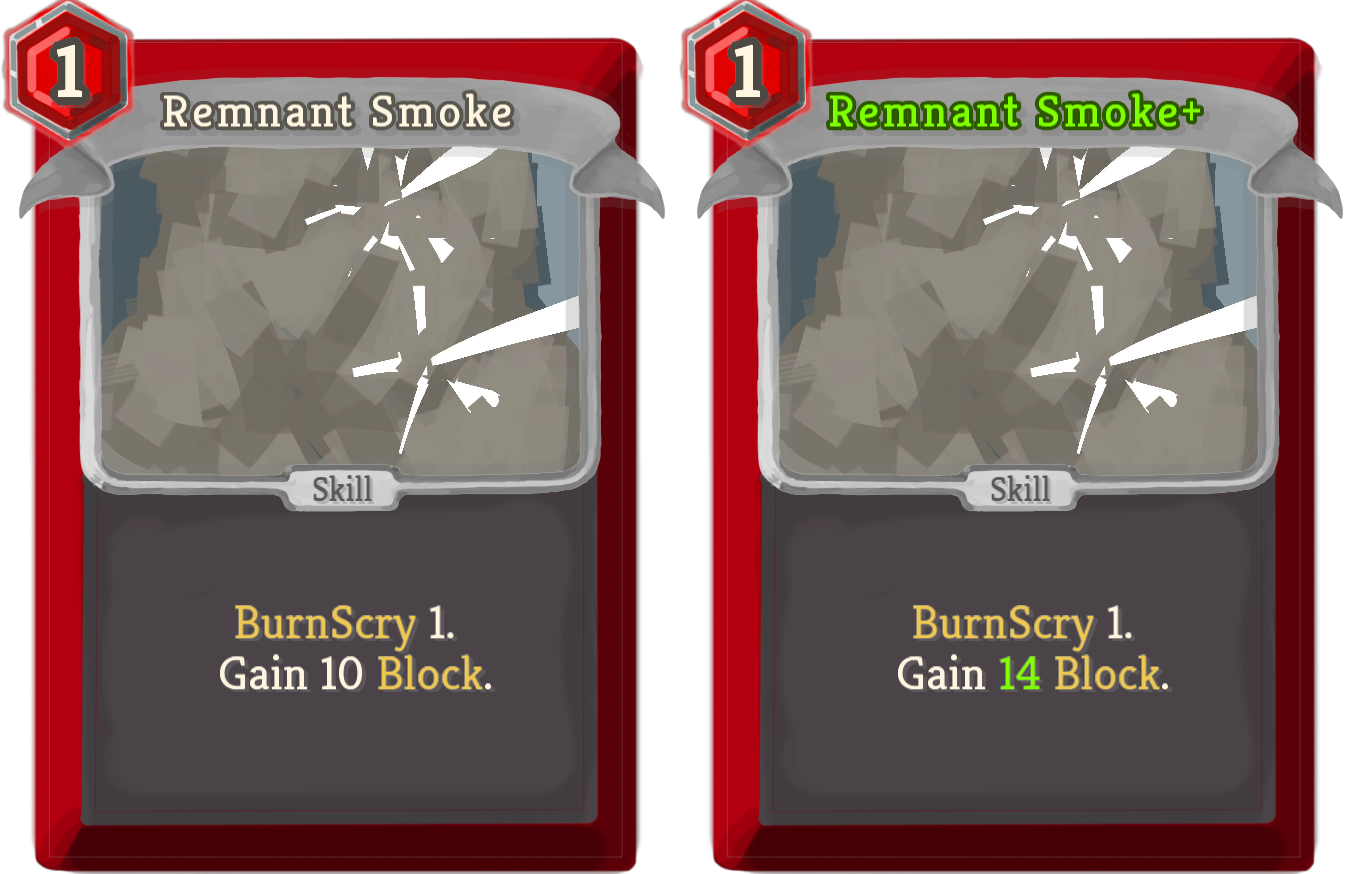 1
Remnant Smoke
Skill
BurnScry 1.
Gain 10 Block.
1
Remnant Smoke+
Skill
BurnScry 1.
Gain 14 Block.